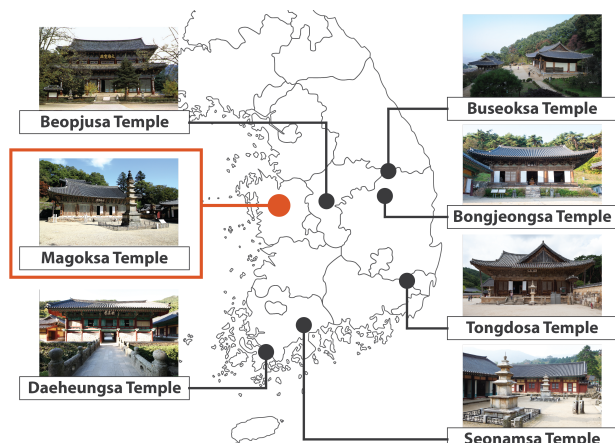 Beopjusa Temple
Buseoksa Temple
Magoksa Temple
Bongjeongsa Temple
Tongdosa Temple
Daeheungsa Temple
Seonamsa Temple